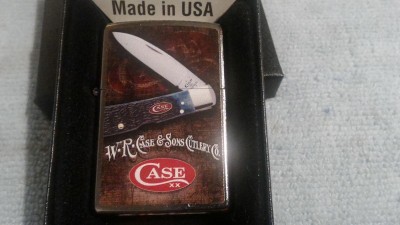 Made in USA
CASE
W.R. CASE & SONS CUTLERY CO.
CASE
XX